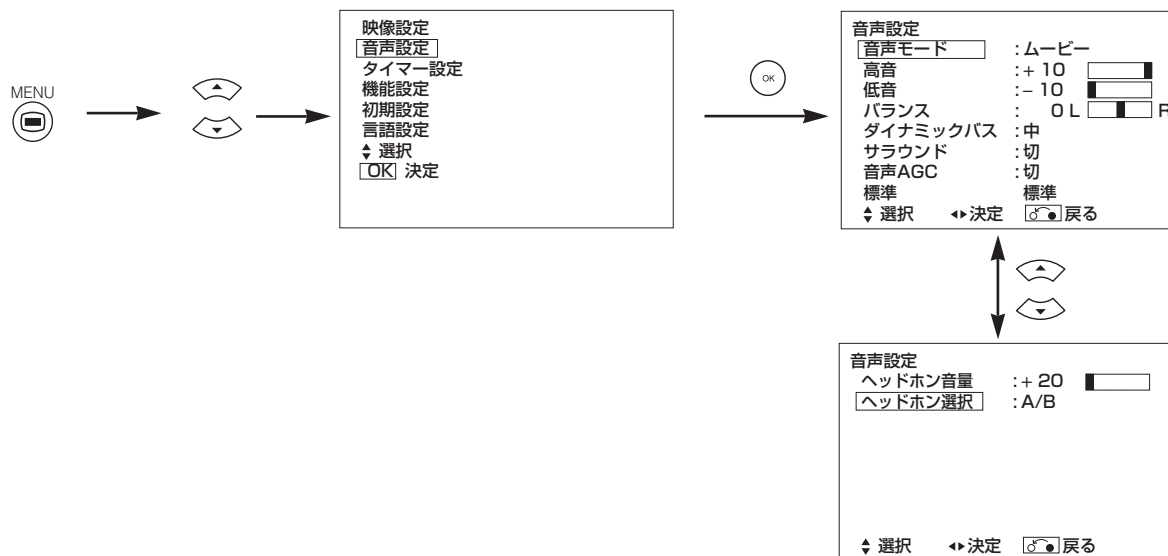 MENU
映像設定
音声設定
タイマー設定
機能設定
初期設定
言語設定
選択
OK 決定
OK
音声設定
音声モード :ムービー
高音 :+ 10
低音 :− 10
バランス : 0 L R
ダイナミックバス :中
サラウンド :切
音声AGC :切
標準 標準
選択 決定 戻る
音声設定
ヘッドホン音量 :+ 20
ヘッドホン選択 :A/B
選択 決定 戻る